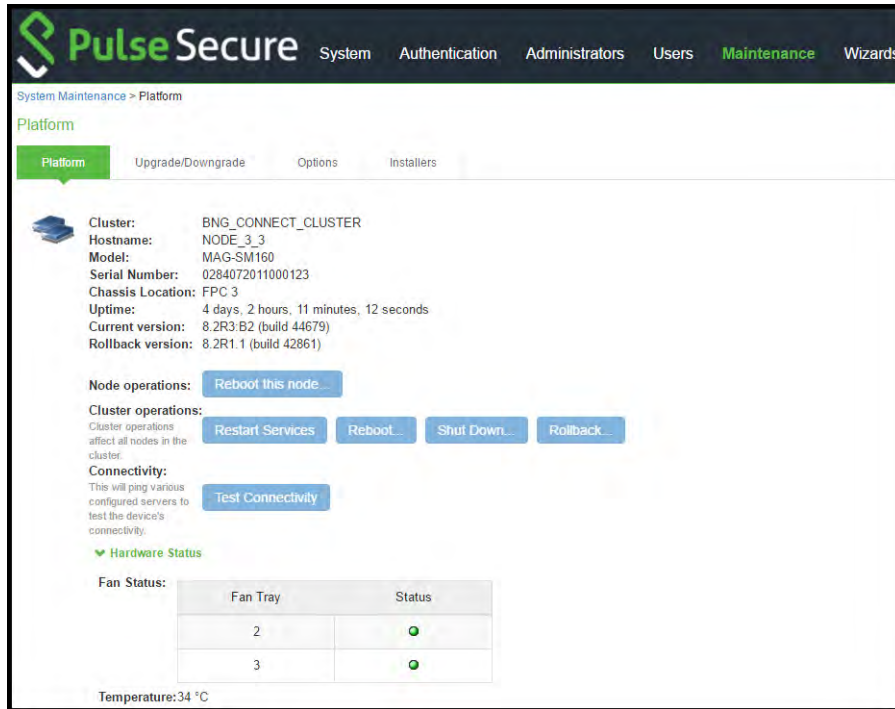 Pulse Secure System Authentication Administrators Users Maintenance Wizards
System Maintenance > Platform
Platform
Platform Upgrade/Downgrade Options Installers
Cluster: BNG_CONNECT_CLUSTER
Hostname: NODE_3_3
Model: MAG-SM160
Serial Number: 0284072011000123
Chassis Location: FPC 3
Uptime: 4 days, 2 hours, 11 minutes, 12 seconds
Current version: 8.2R3:B2 (build 44679)
Rollback version: 8.2R1.1 (build 42861)
Node operations: Reboot this node...
Cluster operations:
Cluster operations
affect all nodes in the
cluster.
Restart Services Reboot... Shut Down... Rollback...
Connectivity:
This will ping various
configured servers to
test the device's
connectivity.
Test Connectivity
Hardware Status
Fan Status:
Fan Tray Status
2
3
Temperature: 34 °C